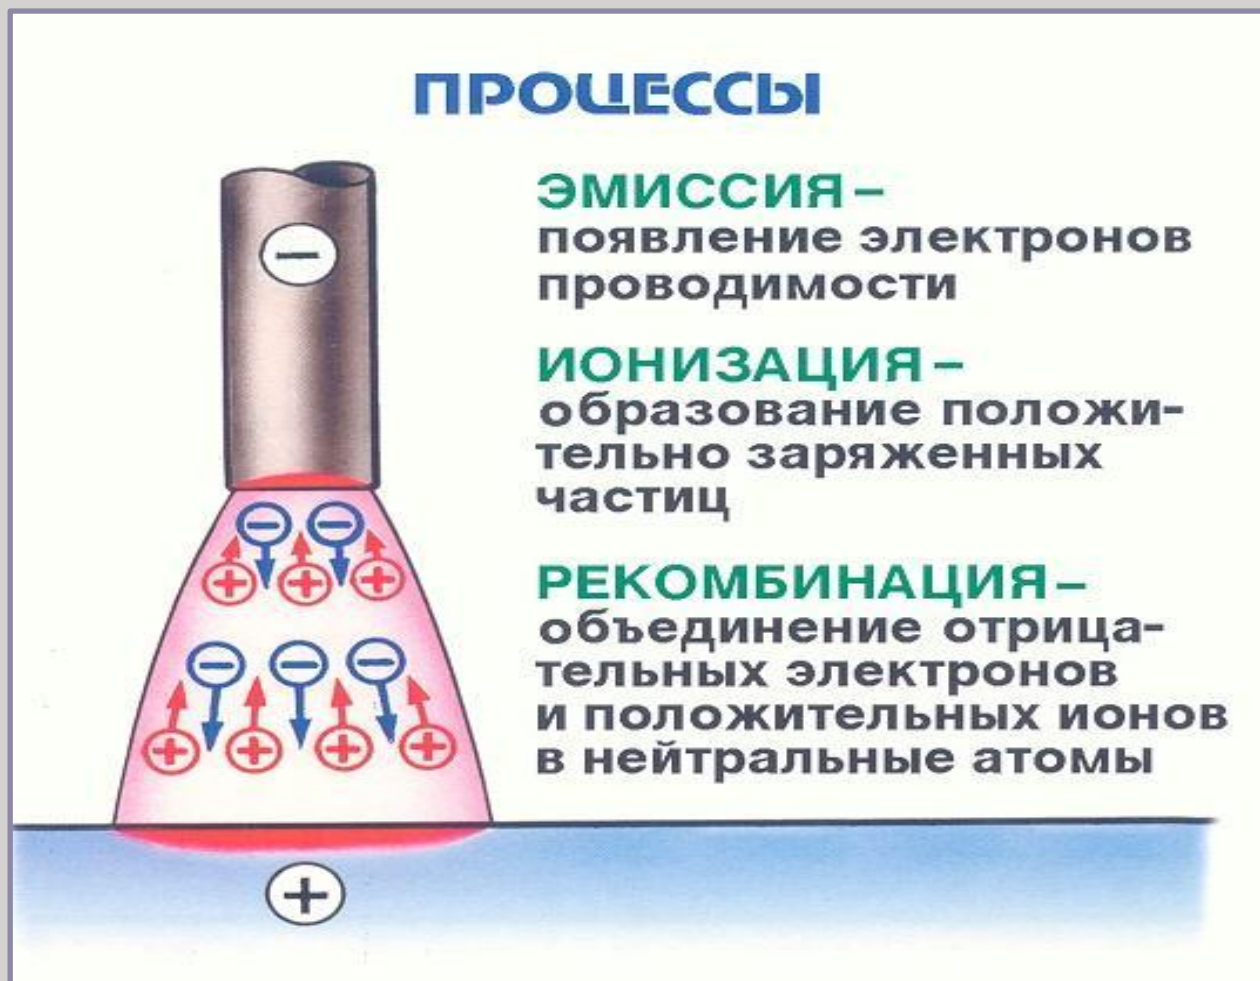 ПРОЦЕССЫ
ЭМИССИЯ –
появление электронов
проводимости
ИОНИЗАЦИЯ –
образование положи-
тельно заряженных
частиц
РЕКОМБИНАЦИЯ –
объединение отрица-
тельных электронов
и положительных ионов
в нейтральные атомы